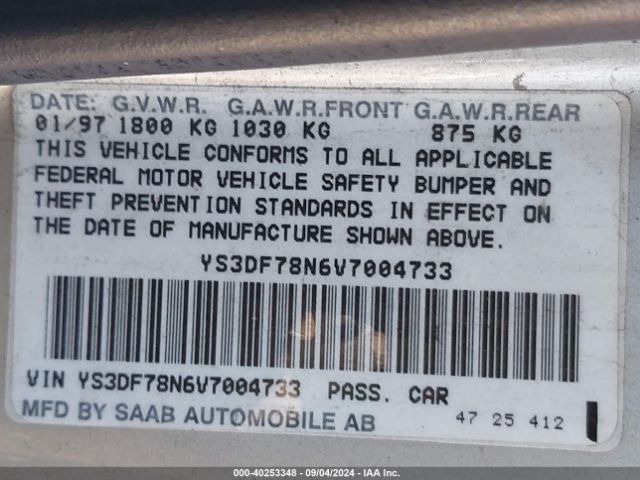 DATE: G.V.W.R. G.A.W.R.FRONT G.A.W.R.REAR
01/97 1800 KG 1030 KG 875 KG
THIS VEHICLE CONFORMS TO ALL APPLICABLE
FEDERAL MOTOR VEHICLE SAFETY BUMPER AND
THEFT PREVENTION STANDARDS IN EFFECT ON
THE DATE OF MANUFACTURE SHOWN ABOVE.
YS3DF78N6V7004733
VIN YS3DF78N6V7004733 PASS. CAR
MFD BY SAAB AUTOMOBILE AB 47 25 412
000-40253348 - 09/04/2024 - IAA Inc.